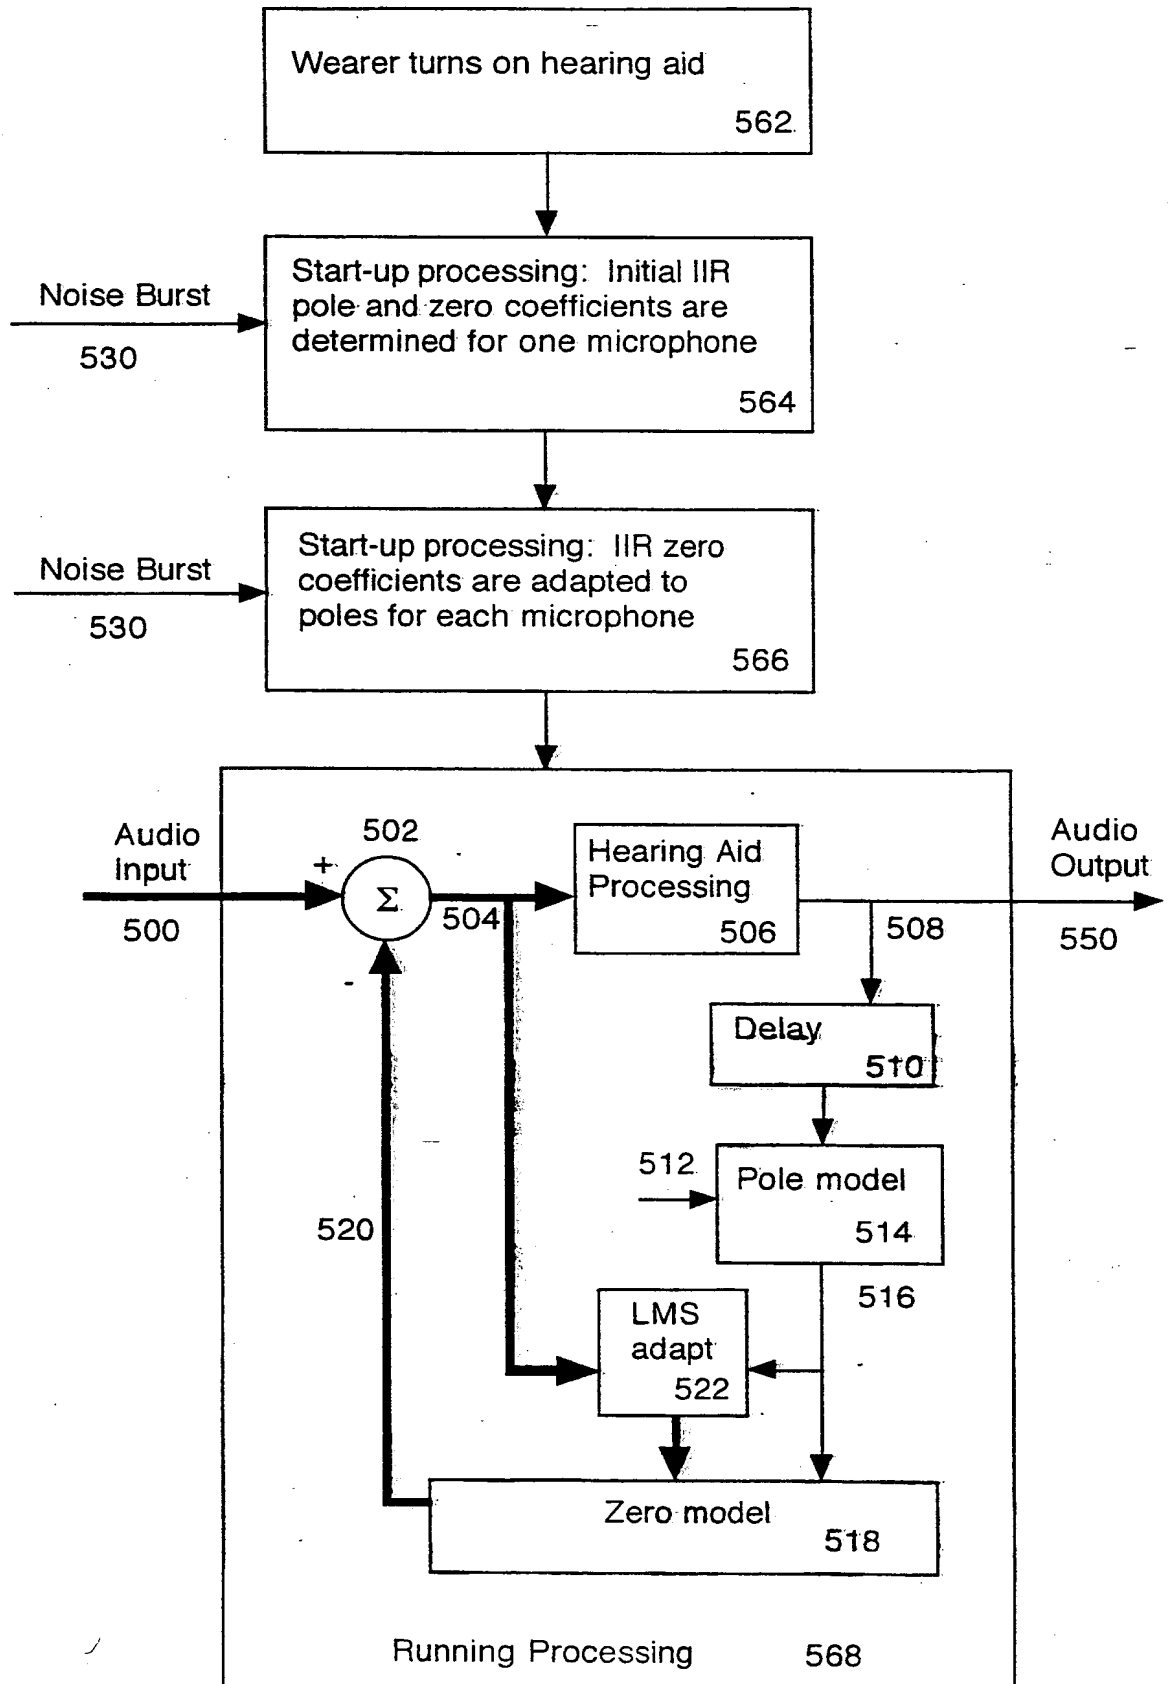 Wearer turns on hearing aid
562
Start-up processing: Initial IIR
pole and zero coefficients are
determined for one microphone
564
Noise Burst
530
Start-up processing: IIR zero
coefficients are adapted to
poles for each microphone
566
Noise Burst
530
Audio
Input
500
+
502
Σ
-
504
Hearing Aid
Processing
506
508
Audio
Output
550
Delay
510
512
Pole model
514
516
520
LMS
adapt
522
Zero model
518
Running Processing
568